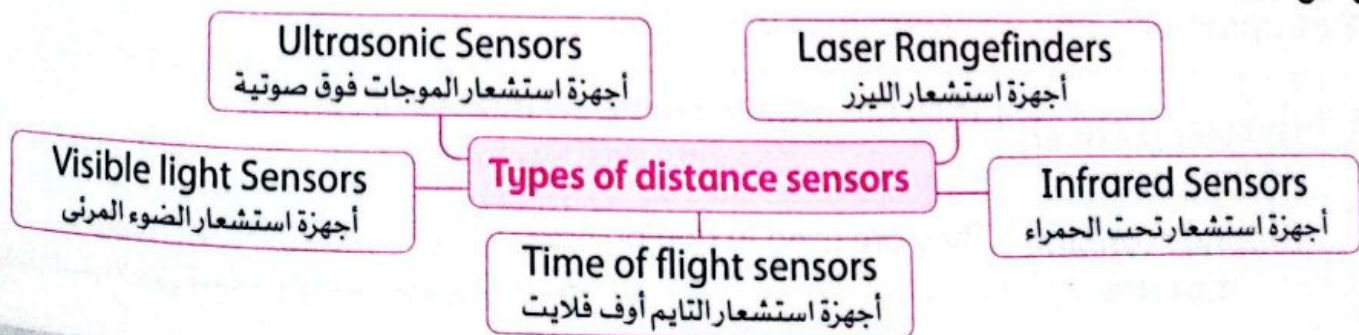 Ultrasonic Sensors
أجهزة استشعار الموجات فوق صوتية
Laser Rangefinders
أجهزة استشعار الليزر
Visible light Sensors
أجهزة استشعار الضوء المرئى
Types of distance sensors
Infrared Sensors
أجهزة استشعار تحت الحمراء
Time of flight sensors
أجهزة استشعار التايم أوف فلايت